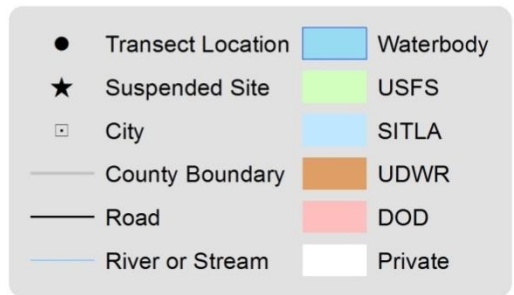 Transect Location
Suspended Site
City
County Boundary
Road
River or Stream
Waterbody
USFS
SITLA
UDWR
DOD
Private